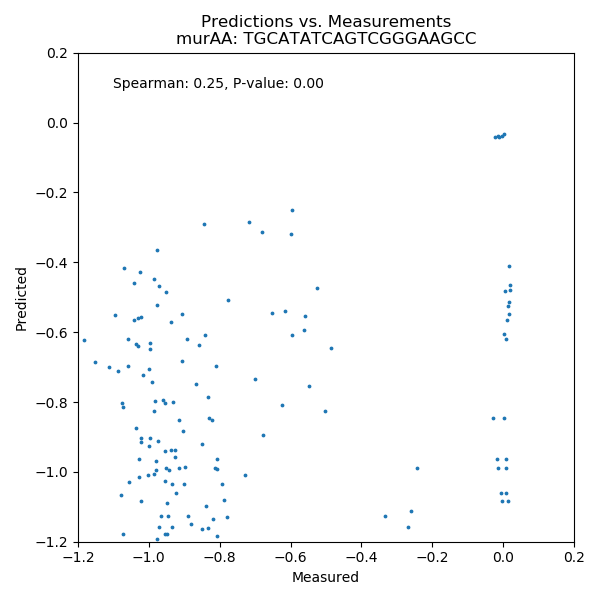 Predictions vs. Measurements
murAA: TGCATATCAGTCGGGAAGCC
Spearman: 0.25, P-value: 0.00
0.2
0.0
−0.2
−0.4
−0.6
−0.8
−1.0
−1.2
Predicted
−1.2 −1.0 −0.8 −0.6 −0.4 −0.2 0.0 0.2
Measured